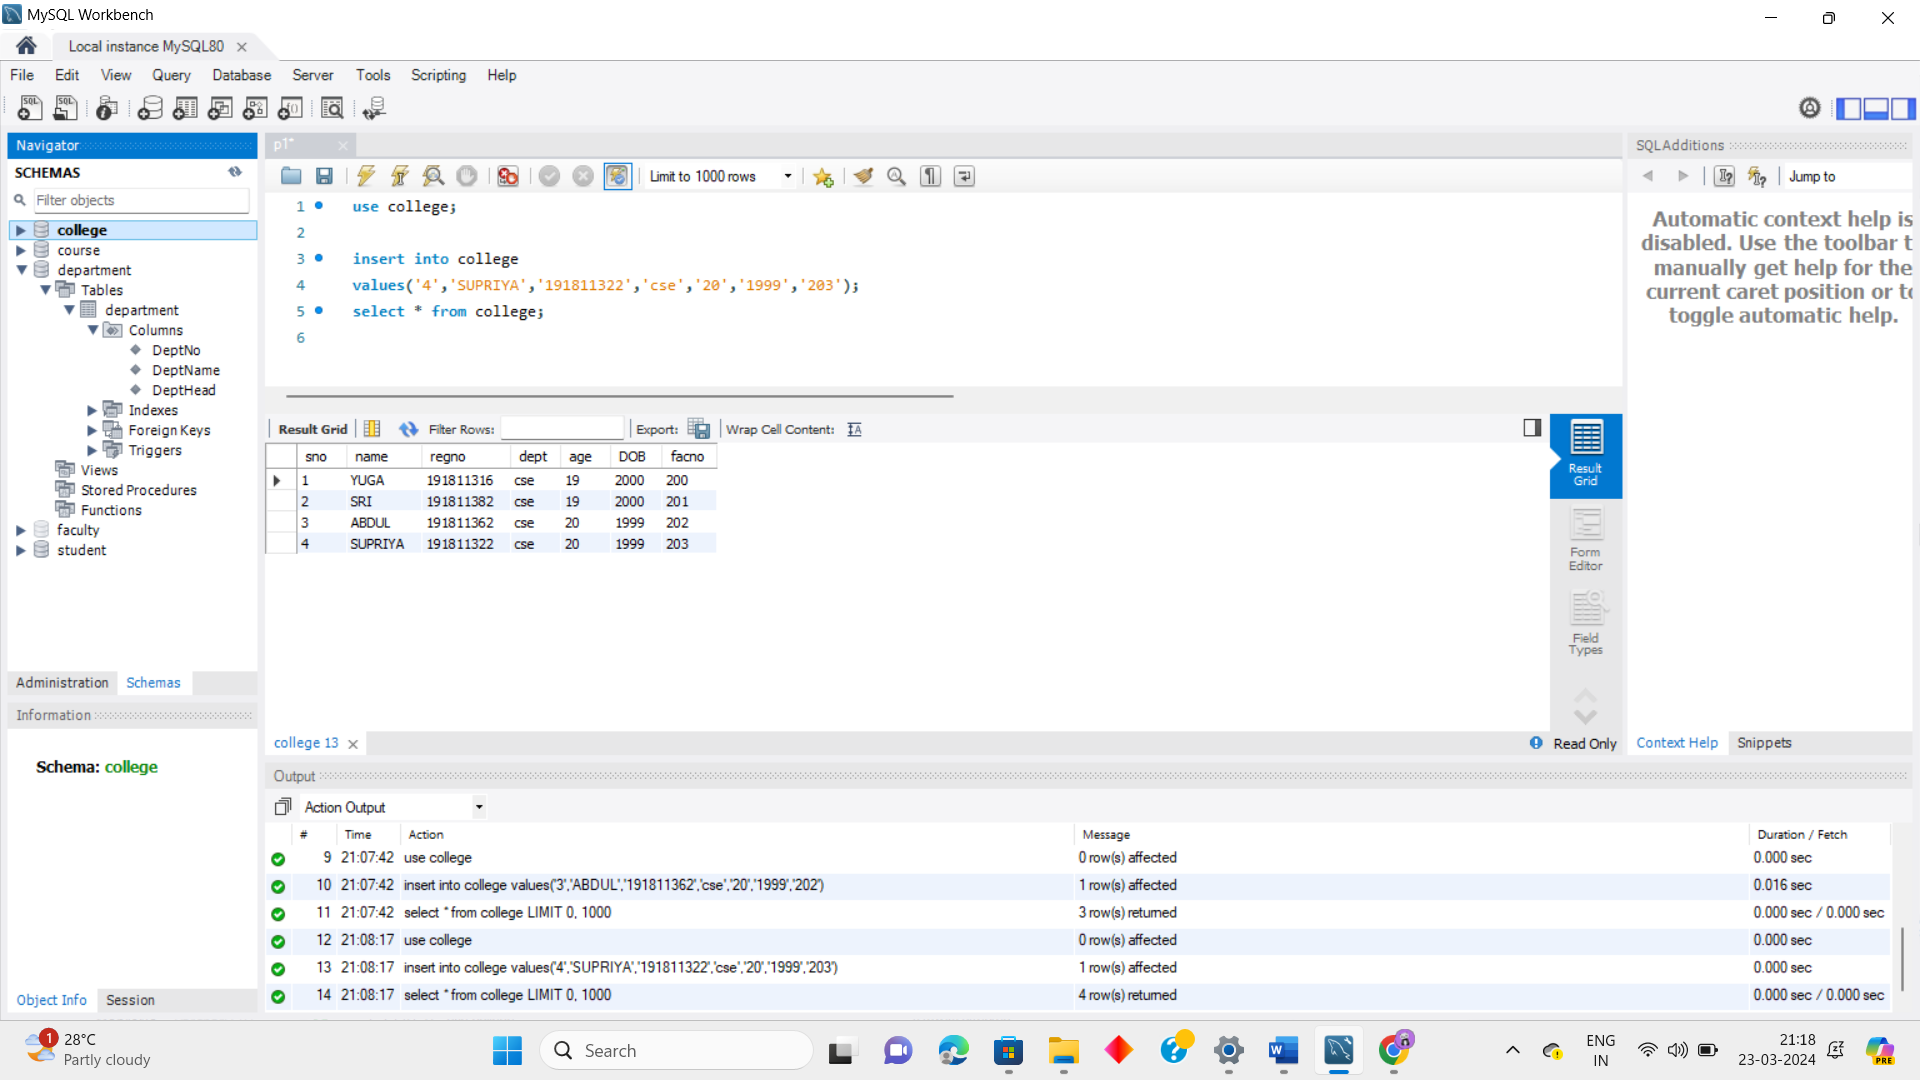 MySQL Workbench
Local instance MySQL80
File Edit View Query Database Server Tools Scripting Help
Navigator
SCHEMAS
Filter objects
college
course
department
Tables
department
Columns
DeptNo
DeptName
DeptHead
Indexes
Foreign Keys
Triggers
Views
Stored Procedures
Functions
faculty
student
Administration Schemas
Information
Schema: college
Object Info Session
p1*
Limit to 1000 rows
1 use college;
2
3 insert into college
4 values('4','SUPRIYA','191811322','cse','20','1999','203');
5 select * from college;
6
Result Grid Filter Rows: Export: Wrap Cell Content:
sno name regno dept age DOB facno
1 YUGA 191811316 cse 19 2000 200
2 SRI 191811382 cse 19 2000 201
3 ABDUL 191811362 cse 20 1999 202
4 SUPRIYA 191811322 cse 20 1999 203
Result
Grid
Form
Editor
Field
Types
college 13
Read Only
SQLAdditions
Jump to
Automatic context help is
disabled. Use the toolbar t
manually get help for the
current caret position or to
toggle automatic help.
Context Help Snippets
Output
Action Output
# Time Action Message Duration / Fetch
9 21:07:42 use college 0 row(s) affected 0.000 sec
10 21:07:42 insert into college values('3','ABDUL','191811362','cse','20','1999','202') 1 row(s) affected 0.016 sec
11 21:07:42 select * from college LIMIT 0, 1000 3 row(s) returned 0.000 sec / 0.000 sec
12 21:08:17 use college 0 row(s) affected 0.000 sec
13 21:08:17 insert into college values('4','SUPRIYA','191811322','cse','20','1999','203') 1 row(s) affected 0.000 sec
14 21:08:17 select * from college LIMIT 0, 1000 4 row(s) returned 0.000 sec / 0.000 sec
1
28°C
Partly cloudy
Search
ENG
IN
21:18
23-03-2024
PRE